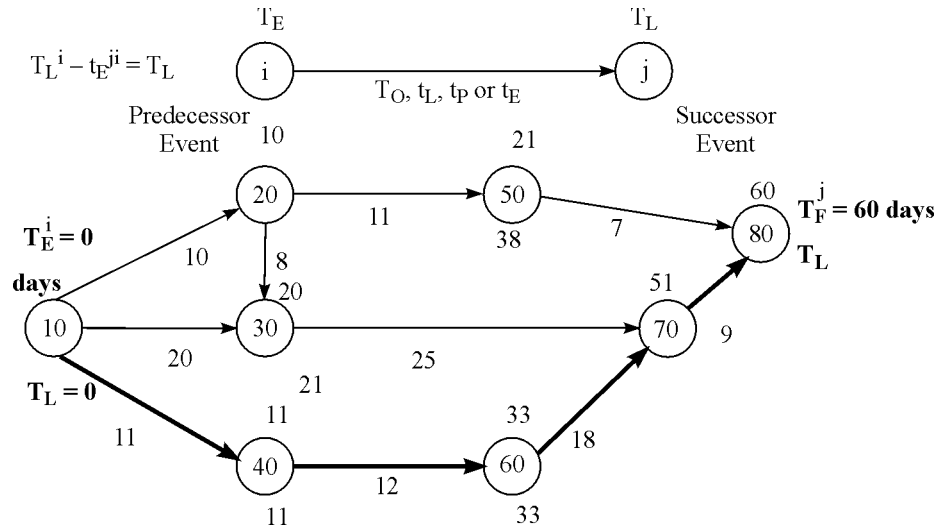 T_E T_L
T_L^i – t_E^ji = T_L
i j
T_O, t_L, t_P or t_E
Predecessor Event
Successor Event
10 21
20 50 60
T_E^i = 0
days
10 11 38 7
80
T_F^j = 60 days
T_L
8
20 51
10 30 70
20 25 9
T_L = 0
21
11 11 33 18
40 12 60
11 33